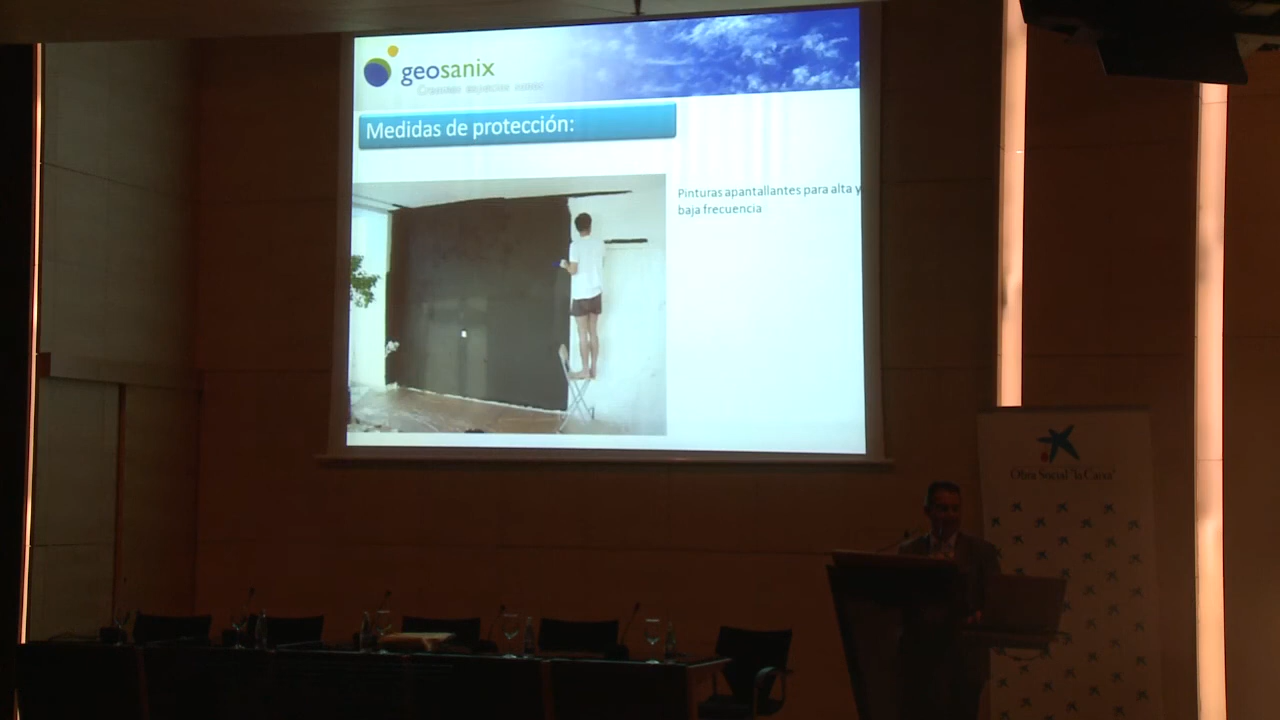 geosanix
Medidas de protección:
Pinturas apantallantes para alta y
baja frecuencia
Obra Social "la Caixa"